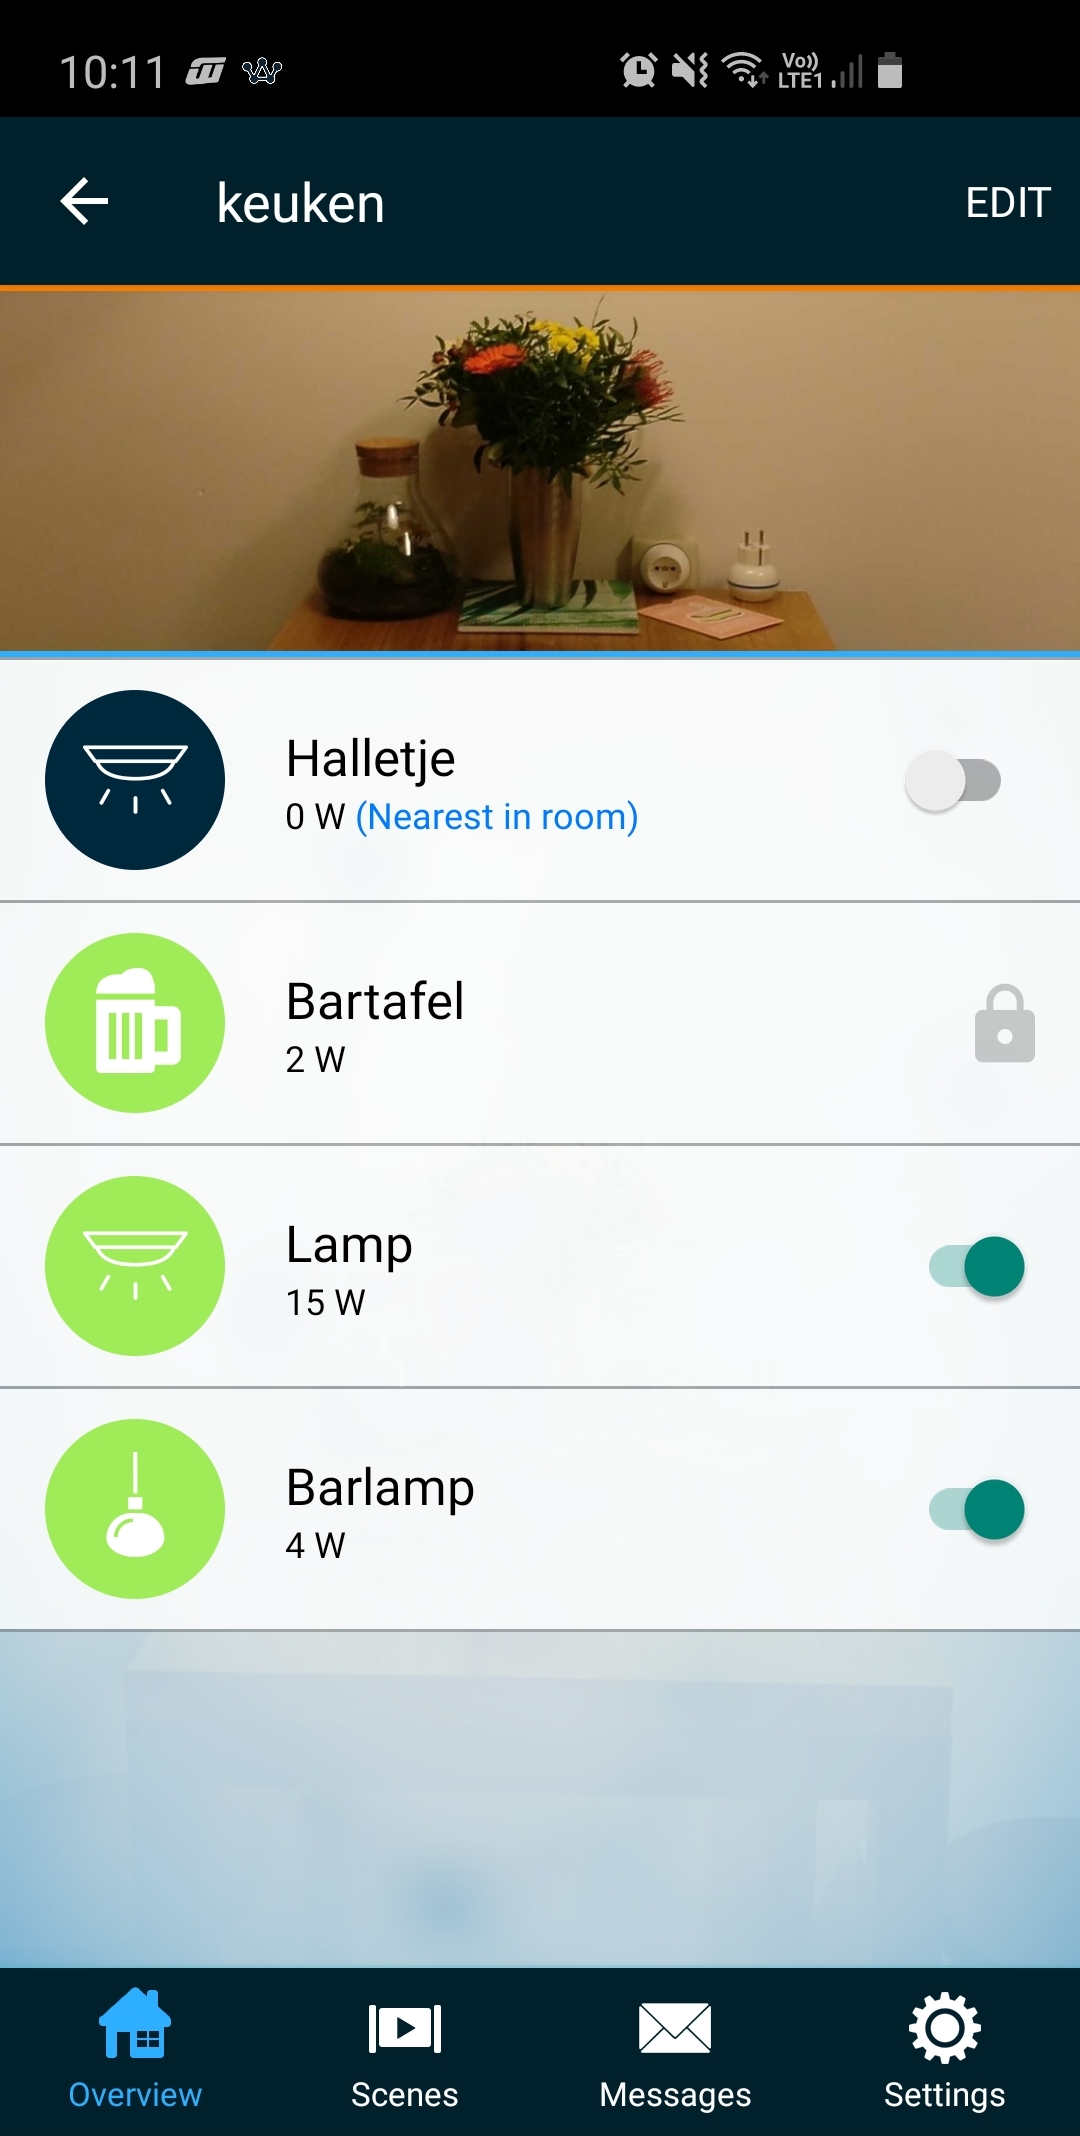 10:11 Vo)) LTE1
keuken EDIT
Halletje
0 W (Nearest in room)
Bartafel
2 W
Lamp
15 W
Barlamp
4 W
Overview Scenes Messages Settings